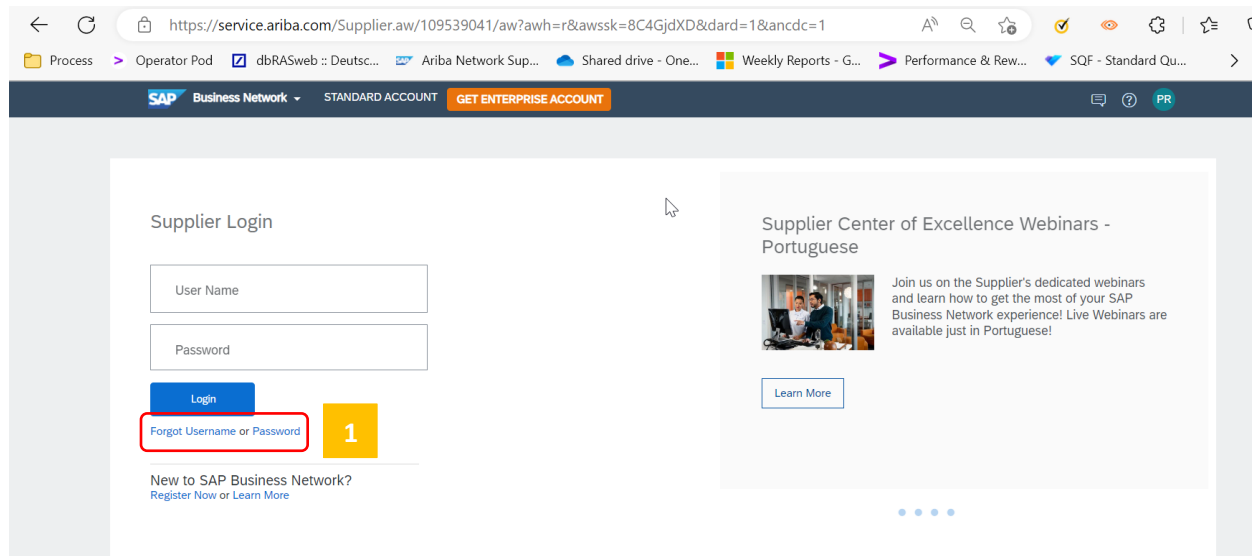 https://service.ariba.com/Supplier.aw/109539041/aw?awh=r&awssk=8C4GjdXD&dard=1&ancdc=1
Process
Operator Pod
dbRASweb :: Deutsc...
Ariba Network Sup...
Shared drive - One...
Weekly Reports - G...
Performance & Rew...
SQF - Standard Qu...
SAP Business Network
STANDARD ACCOUNT
GET ENTERPRISE ACCOUNT
PR
Supplier Login
User Name
Password
Login
Forgot Username or Password
1
New to SAP Business Network?
Register Now or Learn More
Supplier Center of Excellence Webinars -
Portuguese
Join us on the Supplier's dedicated webinars
and learn how to get the most of your SAP
Business Network experience! Live Webinars are
available just in Portuguese!
Learn More